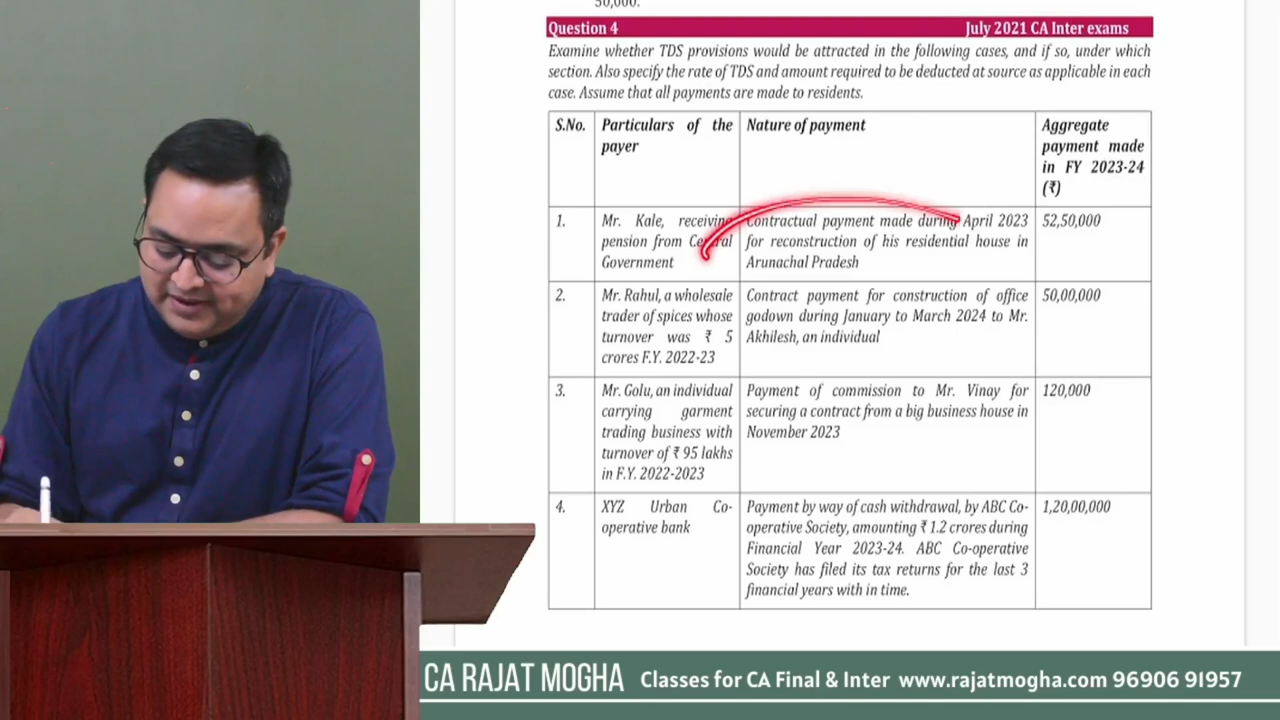 50,000.
Question 4 July 2021 CA Inter exams
Examine whether TDS provisions would be attracted in the following cases, and if so, under which
section. Also specify the rate of TDS and amount required to be deducted at source as applicable in each
case. Assume that all payments are made to residents.
S.No. Particulars of the payer Nature of payment Aggregate payment made in FY 2023-24 (₹)
1. Mr. Kale, receiving pension from Central Government
Contractual payment made during April 2023
for reconstruction of his residential house in
Arunachal Pradesh
52,50,000
2. Mr. Rahul, a wholesale
trader of spices whose
turnover was ₹ 5
crores F.Y. 2022-23
Contract payment for construction of office
godown during January to March 2024 to Mr.
Akhilesh, an individual
50,00,000
3. Mr. Golu, an individual
carrying garment
trading business with
turnover of ₹ 95 lakhs
in F.Y. 2022-2023
Payment of commission to Mr. Vinay for
securing a contract from a big business house in
November 2023
120,000
4. XYZ Urban Co-
operative bank
Payment by way of cash withdrawal, by ABC Co-
operative Society, amounting ₹ 1.2 crores during
Financial Year 2023-24. ABC Co-operative
Society has filed its tax returns for the last 3
financial years with in time.
1,20,00,000
CA RAJAT MOGHA Classes for CA Final & Inter www.rajatmogha.com 96906 91957